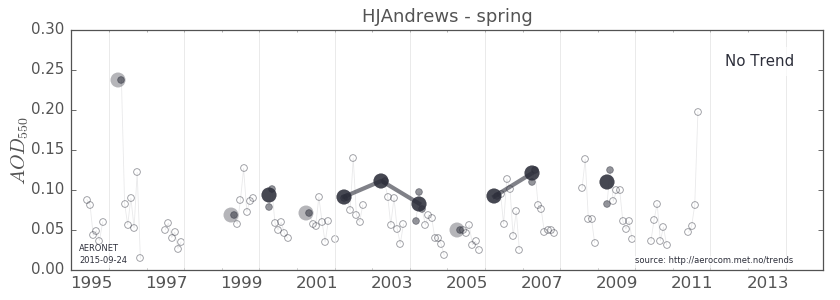 HJAndrews - spring
0.30
0.25
No Trend
0.20
AOD550
0.15
0.10
0.05
AERONET
2015-09-24
source: http://aerocom.met.no/trends
0.00
1995 1997 1999 2001 2003 2005 2007 2009 2011 2013